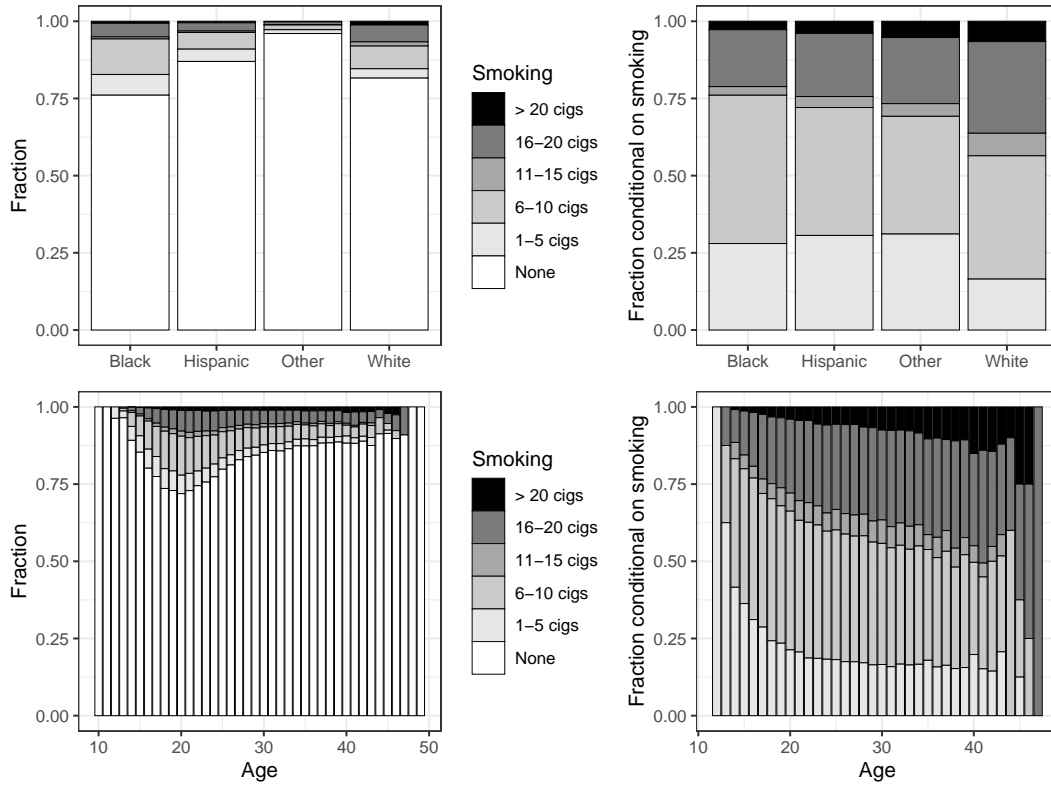 1.00
0.75
0.50
0.25
0.00
Fraction
Black Hispanic Other White
Smoking
> 20 cigs
16−20 cigs
11−15 cigs
6−10 cigs
1−5 cigs
None
1.00
0.75
0.50
0.25
0.00
Fraction conditional on smoking
Black Hispanic Other White
1.00
0.75
0.50
0.25
0.00
Fraction
10 20 30 40 50
Age
Smoking
> 20 cigs
16−20 cigs
11−15 cigs
6−10 cigs
1−5 cigs
None
1.00
0.75
0.50
0.25
0.00
Fraction conditional on smoking
10 20 30 40
Age